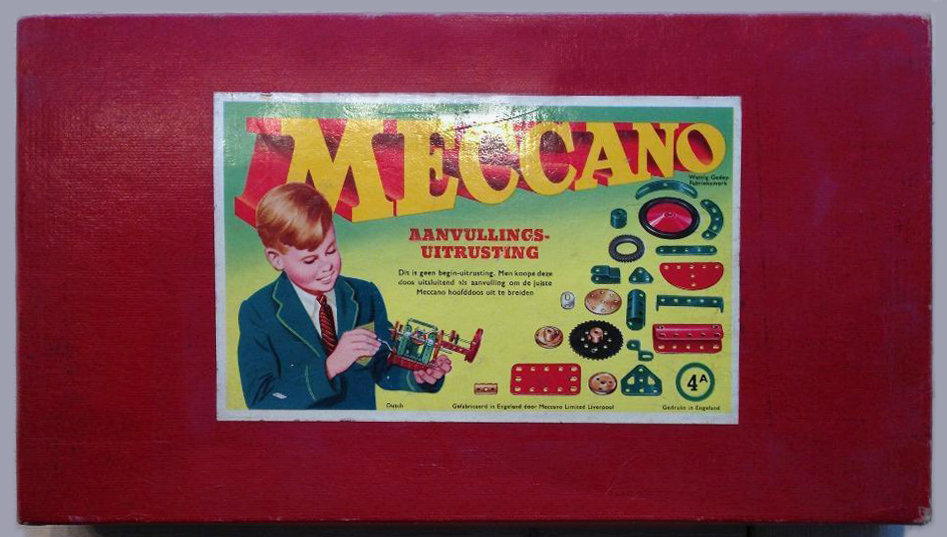 MECCANO
Wettig Gedep.
Fabrieksmerk
AANVULLINGS-
UITRUSTING
Dit is geen begin-uitrusting. Men koope deze
doos uitsluitend als aanvulling om de juiste
Meccano hoofddoos uit te breiden
4A
Dutch
Gefabriceerd in Engeland door Meccano Limited Liverpool
Gedrukt in Engeland